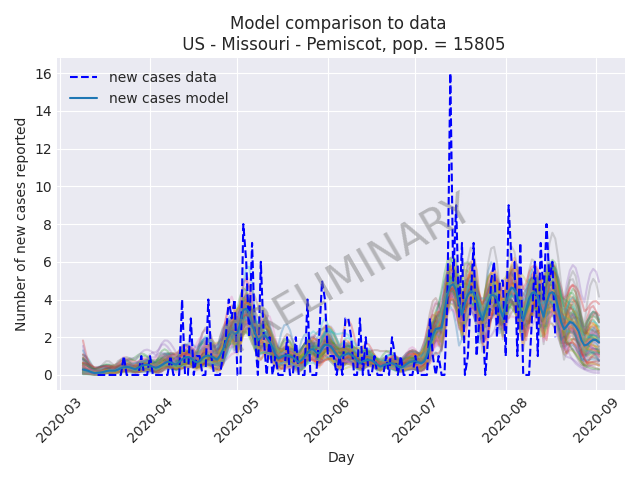 Model comparison to data
US - Missouri - Pemiscot, pop. = 15805
new cases data
new cases model
PRELIMINARY
Number of new cases reported
16
14
12
10
8
6
4
2
0
2020-03
2020-04
2020-05
2020-06
2020-07
2020-08
2020-09
Day